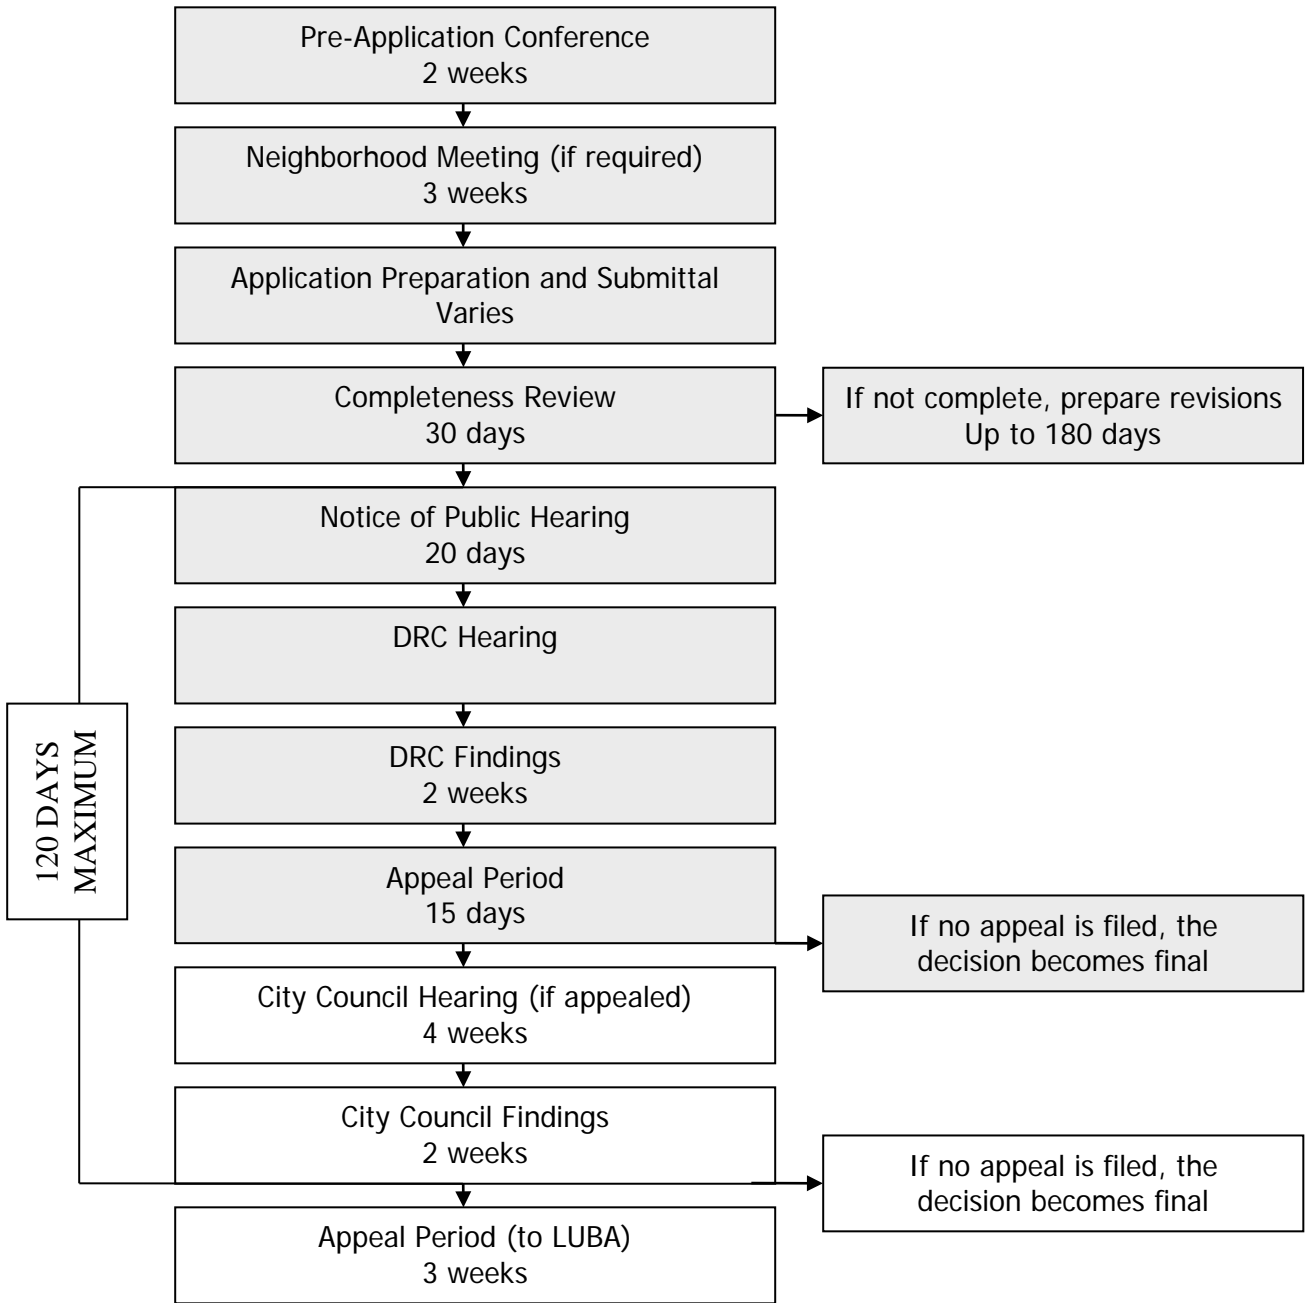 Pre-Application Conference
2 weeks
Neighborhood Meeting (if required)
3 weeks
Application Preparation and Submittal
Varies
Completeness Review
30 days
If not complete, prepare revisions
Up to 180 days
Notice of Public Hearing
20 days
DRC Hearing
120 DAYS
MAXIMUM
DRC Findings
2 weeks
Appeal Period
15 days
If no appeal is filed, the
decision becomes final
City Council Hearing (if appealed)
4 weeks
City Council Findings
2 weeks
If no appeal is filed, the
decision becomes final
Appeal Period (to LUBA)
3 weeks